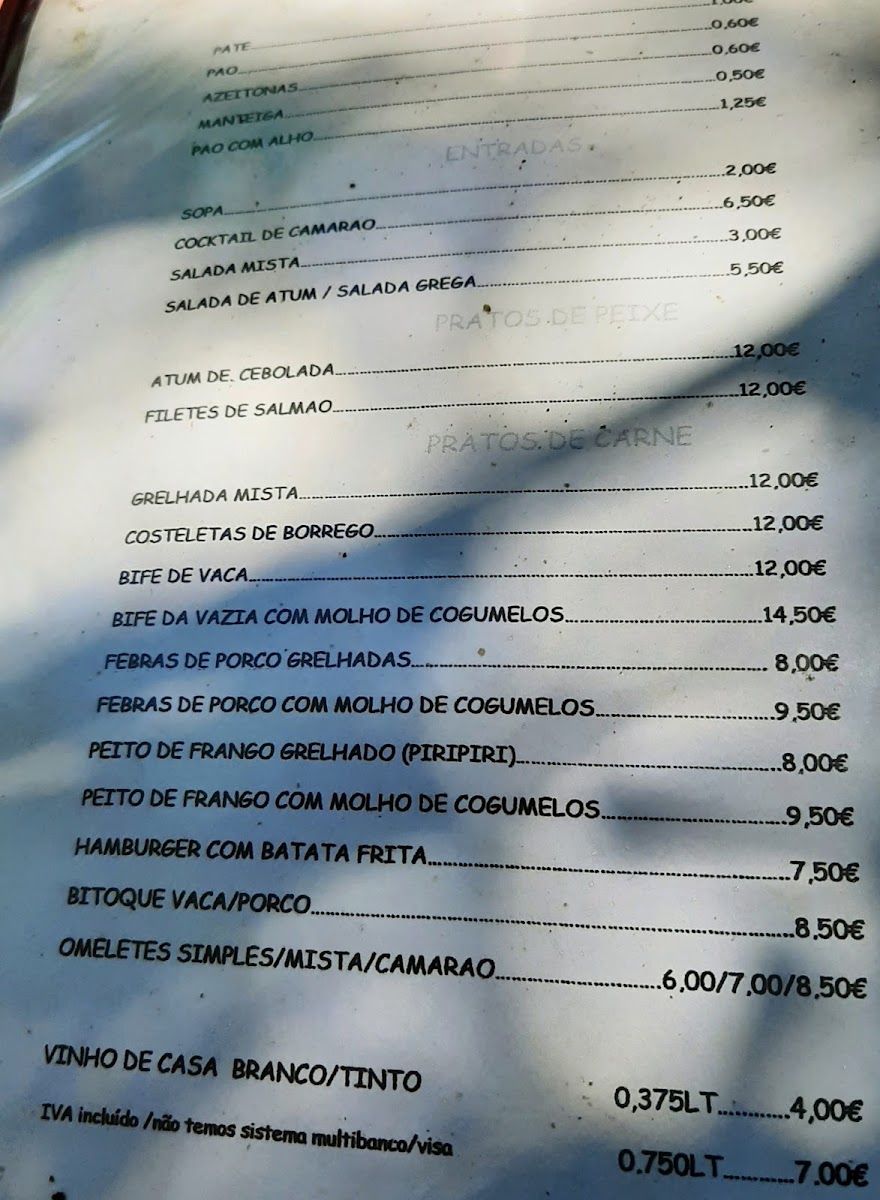 PATE
PAO 0,60€
AZEITONAS 0,60€
MANTEIGA 0,50€
PAO COM ALHO 1,25€
ENTRADAS
SOPA 2,00€
COCKTAIL DE CAMARAO 6,50€
SALADA MISTA 3,00€
SALADA DE ATUM / SALADA GREGA 5,50€
PRATOS DE PEIXE
ATUM DE CEBOLADA 12,00€
FILETES DE SALMAO 12,00€
PRATOS DE CARNE
GRELHADA MISTA 12,00€
COSTELETAS DE BORREGO 12,00€
BIFE DE VACA 12,00€
BIFE DA VAZIA COM MOLHO DE COGUMELOS 14,50€
FEBRAS DE PORCO GRELHADAS 8,00€
FEBRAS DE PORCO COM MOLHO DE COGUMELOS 9,50€
PEITO DE FRANGO GRELHADO (PIRIPIRI) 8,00€
PEITO DE FRANGO COM MOLHO DE COGUMELOS 9,50€
HAMBURGER COM BATATA FRITA 7,50€
BITOQUE VACA/PORCO 8,50€
OMELETES SIMPLES/MISTA/CAMARAO 6,00/7,00/8,50€
VINHO DE CASA BRANCO/TINTO 0,375LT 4,00€
IVA incluído /não temos sistema multibanco/visa 0.750LT 7.00€